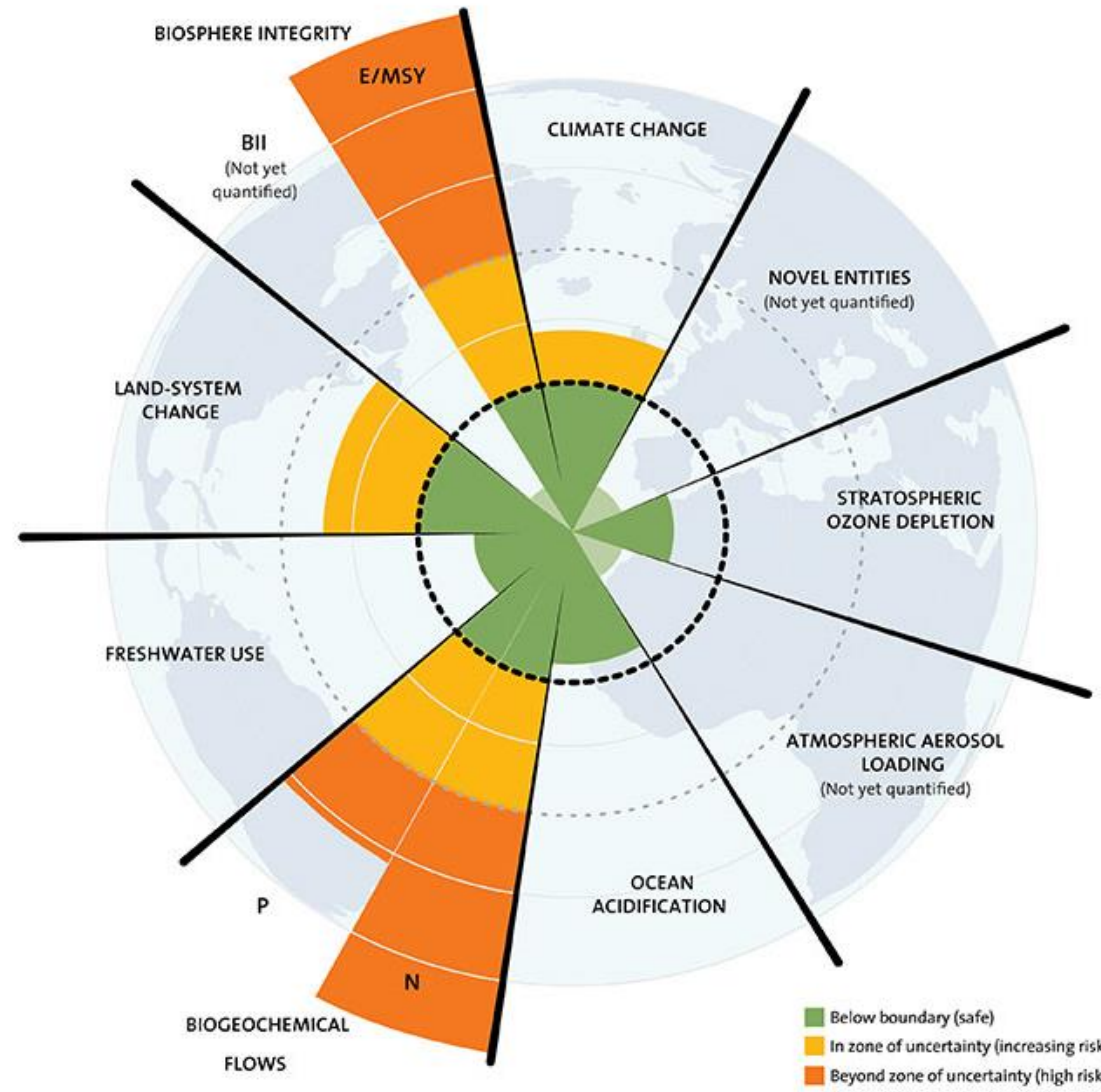 BIOSPHERE INTEGRITY
E/MSY
BII
(Not yet
quantified)
CLIMATE CHANGE
NOVEL ENTITIES
(Not yet quantified)
LAND-SYSTEM
CHANGE
STRATOSPHERIC
OZONE DEPLETION
FRESHWATER USE
ATMOSPHERIC AEROSOL
LOADING
(Not yet quantified)
OCEAN
ACIDIFICATION
P
N
BIOGEOCHEMICAL
FLOWS
Below boundary (safe)
In zone of uncertainty (increasing risk
Beyond zone of uncertainty (high risk